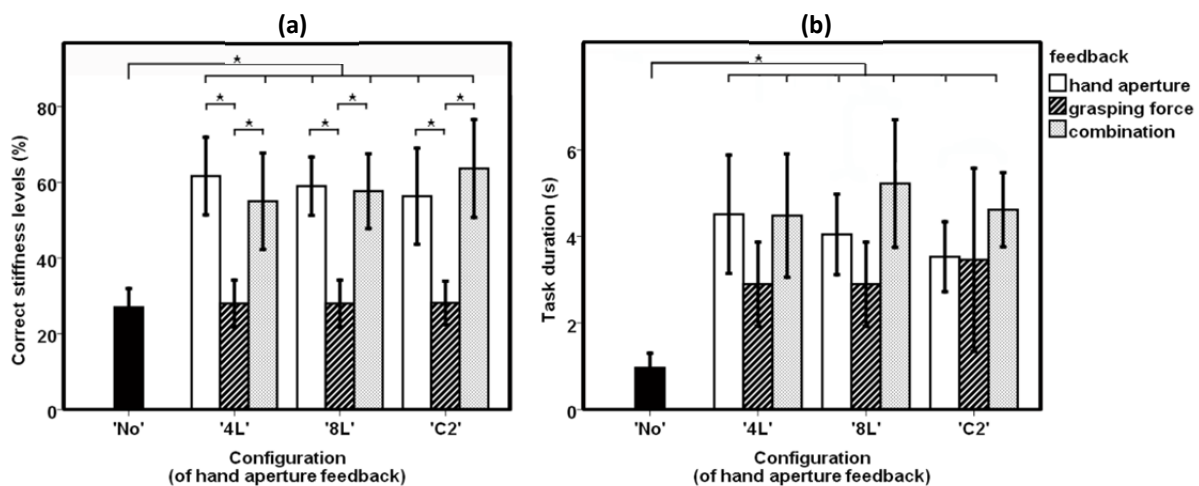 (a)
Correct stiffness levels (%)
80
60
40
20
0
'No'
'4L'
'8L'
'C2'
Configuration
(of hand aperture feedback)
(b)
Task duration (s)
6
4
2
0
'No'
'4L'
'8L'
'C2'
Configuration
(of hand aperture feedback)
feedback
hand aperture
grasping force
combination